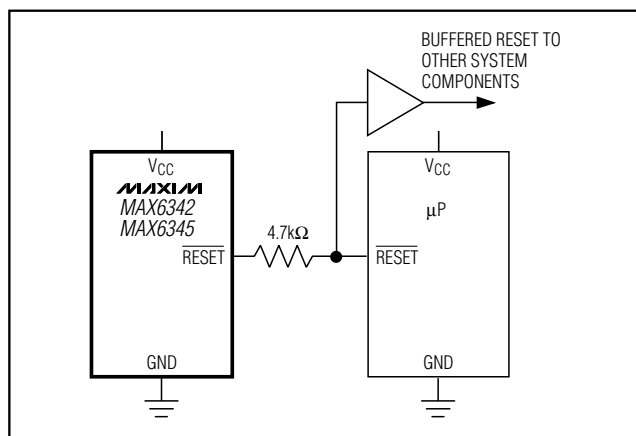 BUFFERED RESET TO
OTHER SYSTEM
COMPONENTS
VCC
MAXIM
MAX6342
MAX6345
RESET
GND
4.7kΩ
VCC
μP
RESET
GND